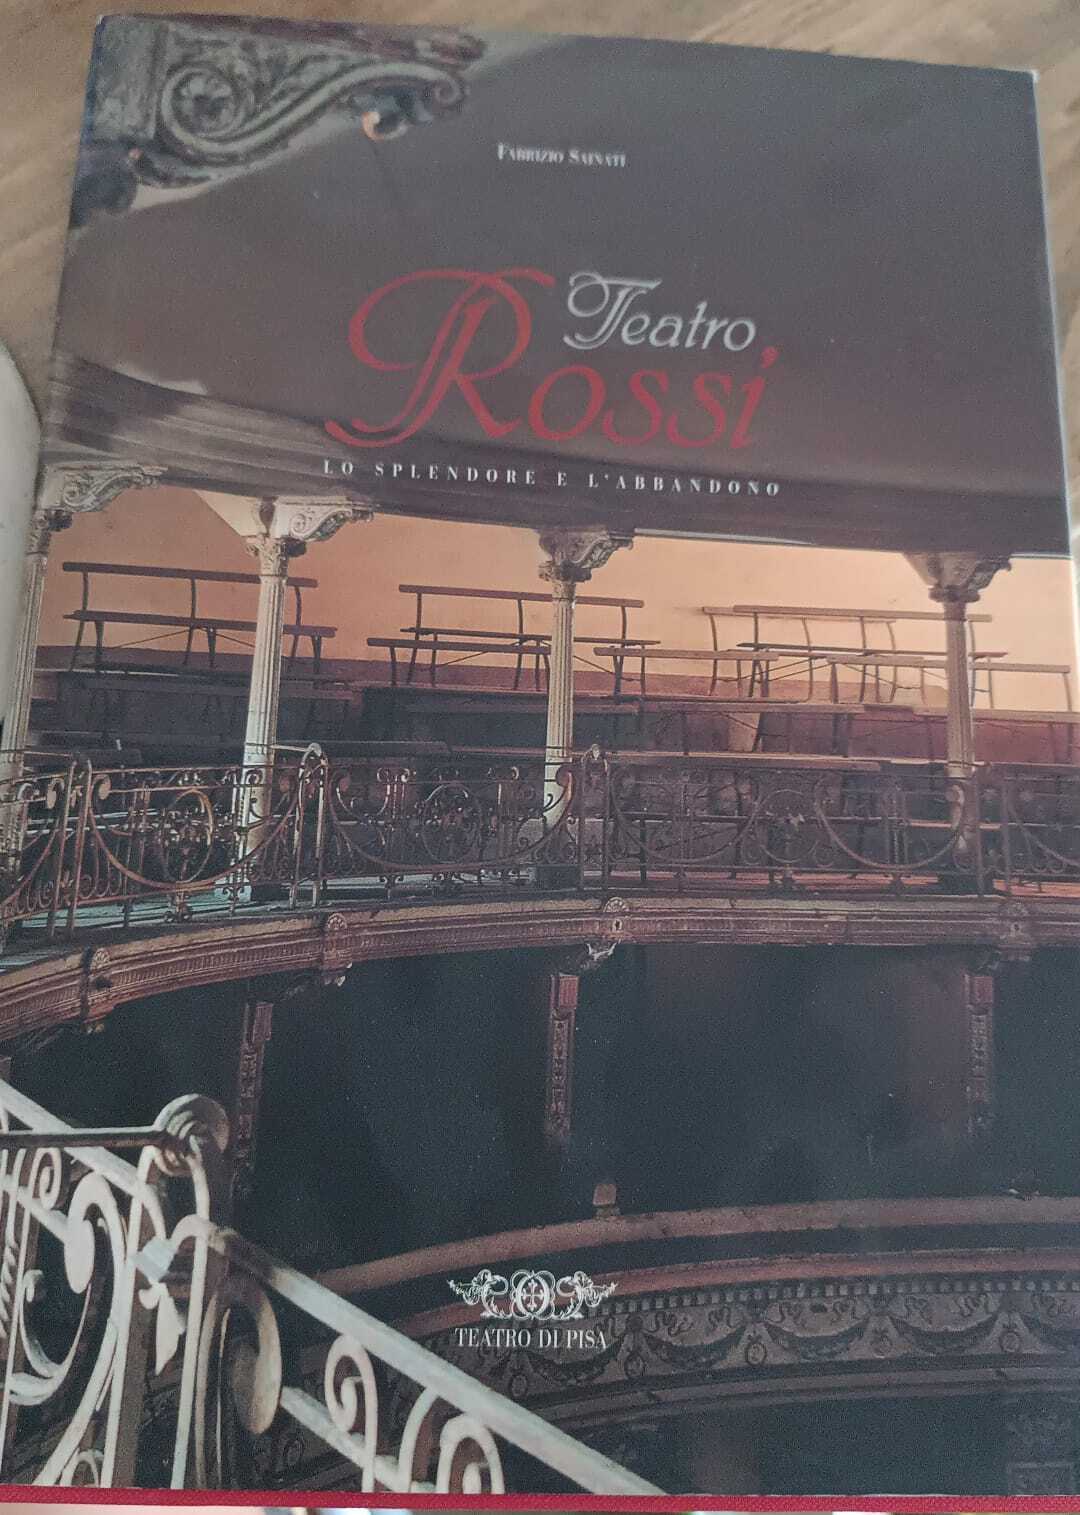 FABRIZIO SAINATI
Teatro
Rossi
LO SPLENDORE E L'ABBANDONO
TEATRO DI PISA